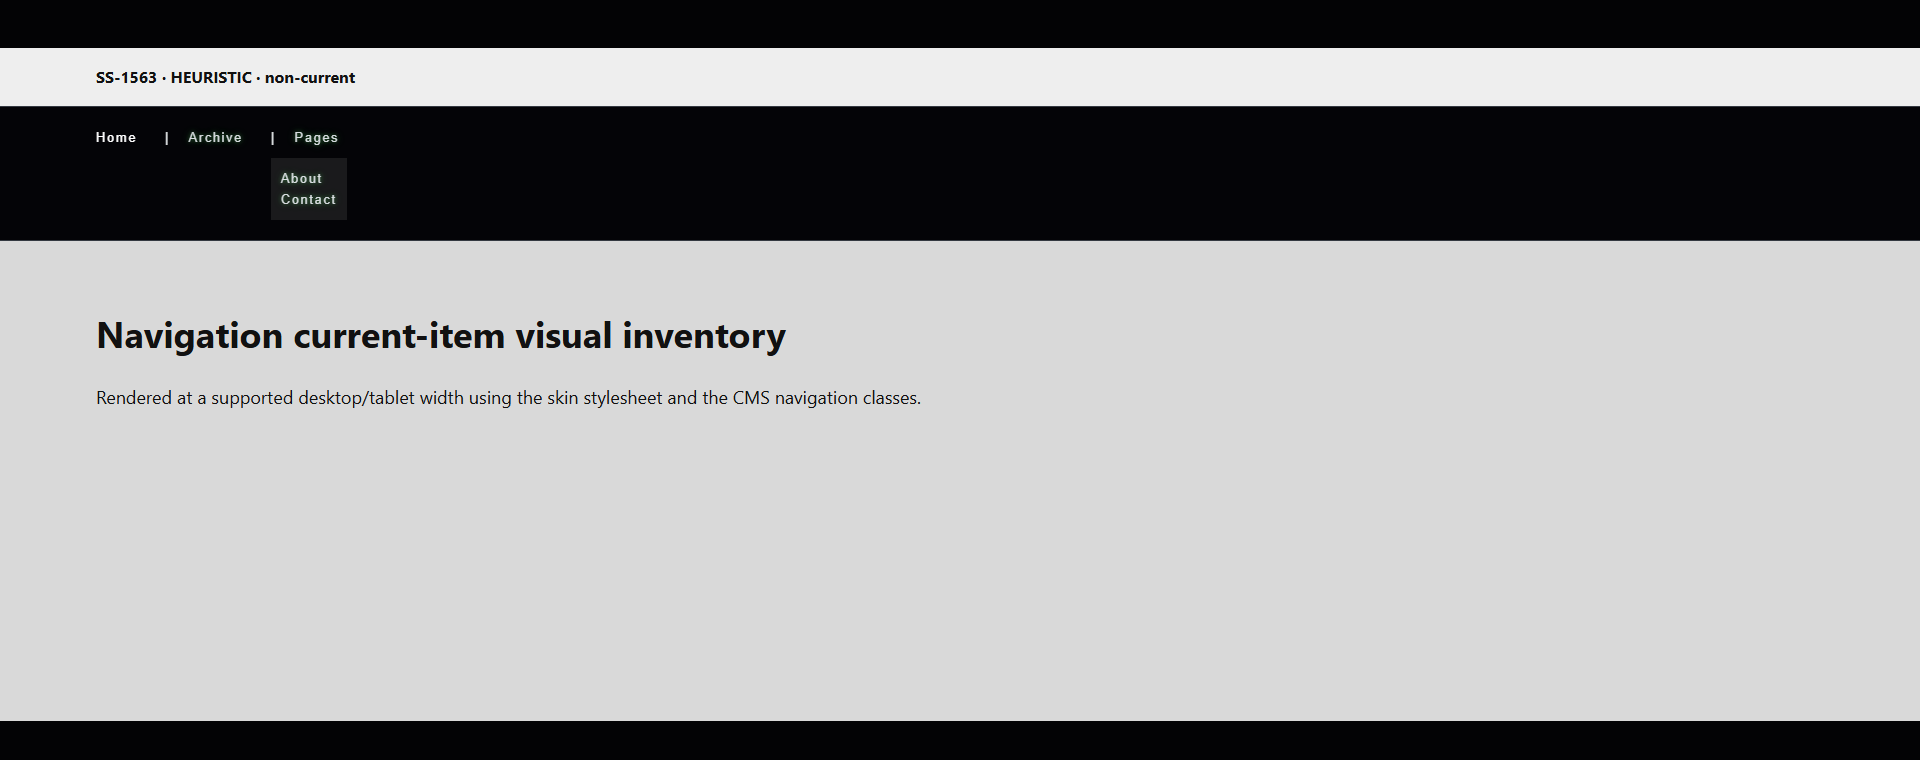 SS-1563 · HEURISTIC · non-current
Home | Archive | Pages
About
Contact
Navigation current-item visual inventory
Rendered at a supported desktop/tablet width using the skin stylesheet and the CMS navigation classes.